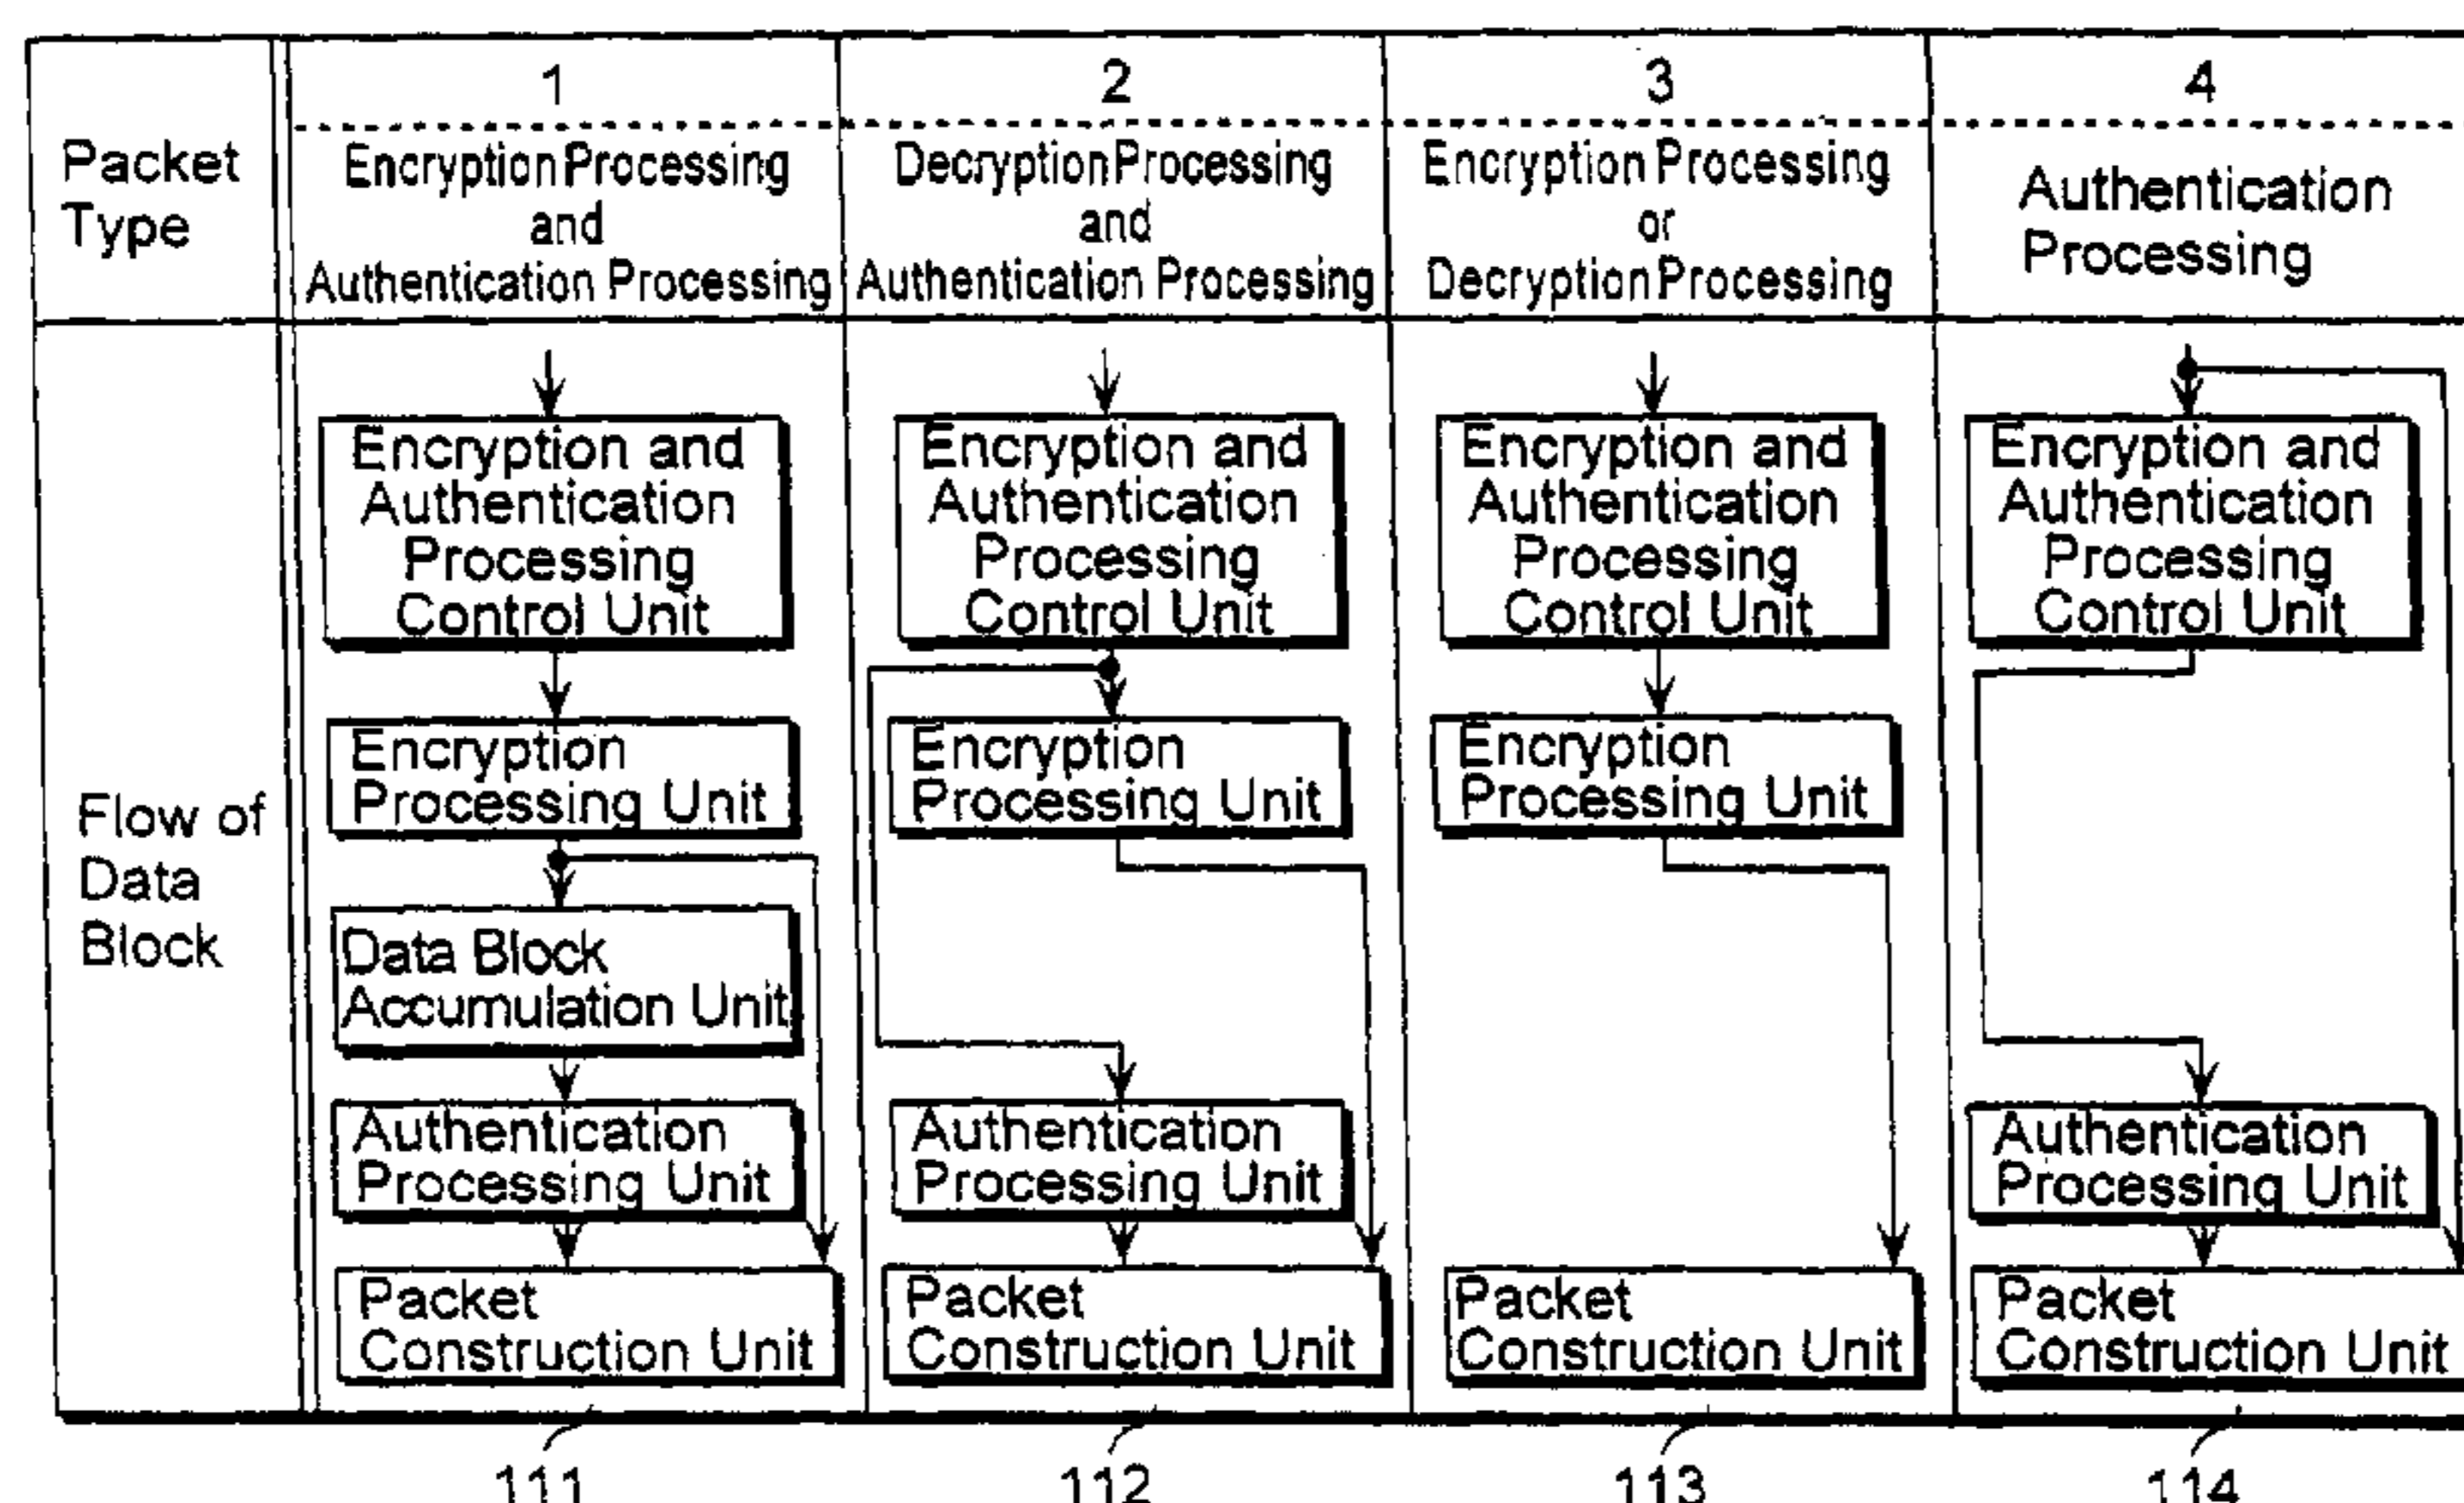 Packet
Type
1
Encryption Processing
and
Authentication Processing
2
Decryption Processing
and
Authentication Processing
3
Encryption Processing
or
Decryption Processing
4
Authentication
Processing
Flow of
Data
Block
Encryption and
Authentication
Processing
Control Unit
Encryption
Processing Unit
Data Block
Accumulation Unit
Authentication
Processing Unit
Packet
Construction Unit
Encryption and
Authentication
Processing
Control Unit
Encryption
Processing Unit
Authentication
Processing Unit
Packet
Construction Unit
Encryption and
Authentication
Processing
Control Unit
Encryption
Processing Unit
Packet
Construction Unit
Encryption and
Authentication
Processing
Control Unit
Authentication
Processing Unit
Packet
Construction Unit
111
112
113
114